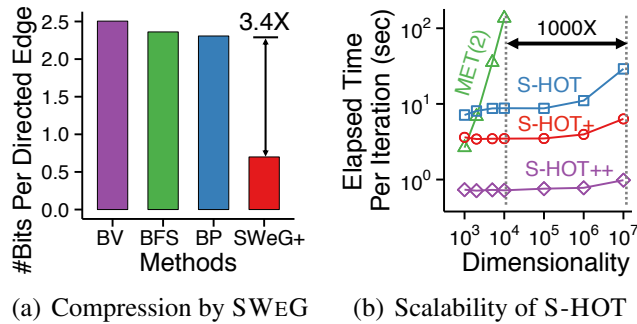 #Bits Per Directed Edge
2.5
2.0
1.5
1.0
0.5
0.0
3.4X
BV
BFS
BP
SWeG+
Methods
Elapsed Time
Per Iteration (sec)
10²
10¹
10⁰
1000X
MET(2)
S-HOT
S-HOT+
S-HOT++
10³
10⁴
10⁵
10⁶
10⁷
Dimensionality
(a) Compression by SWEG
(b) Scalability of S-HOT